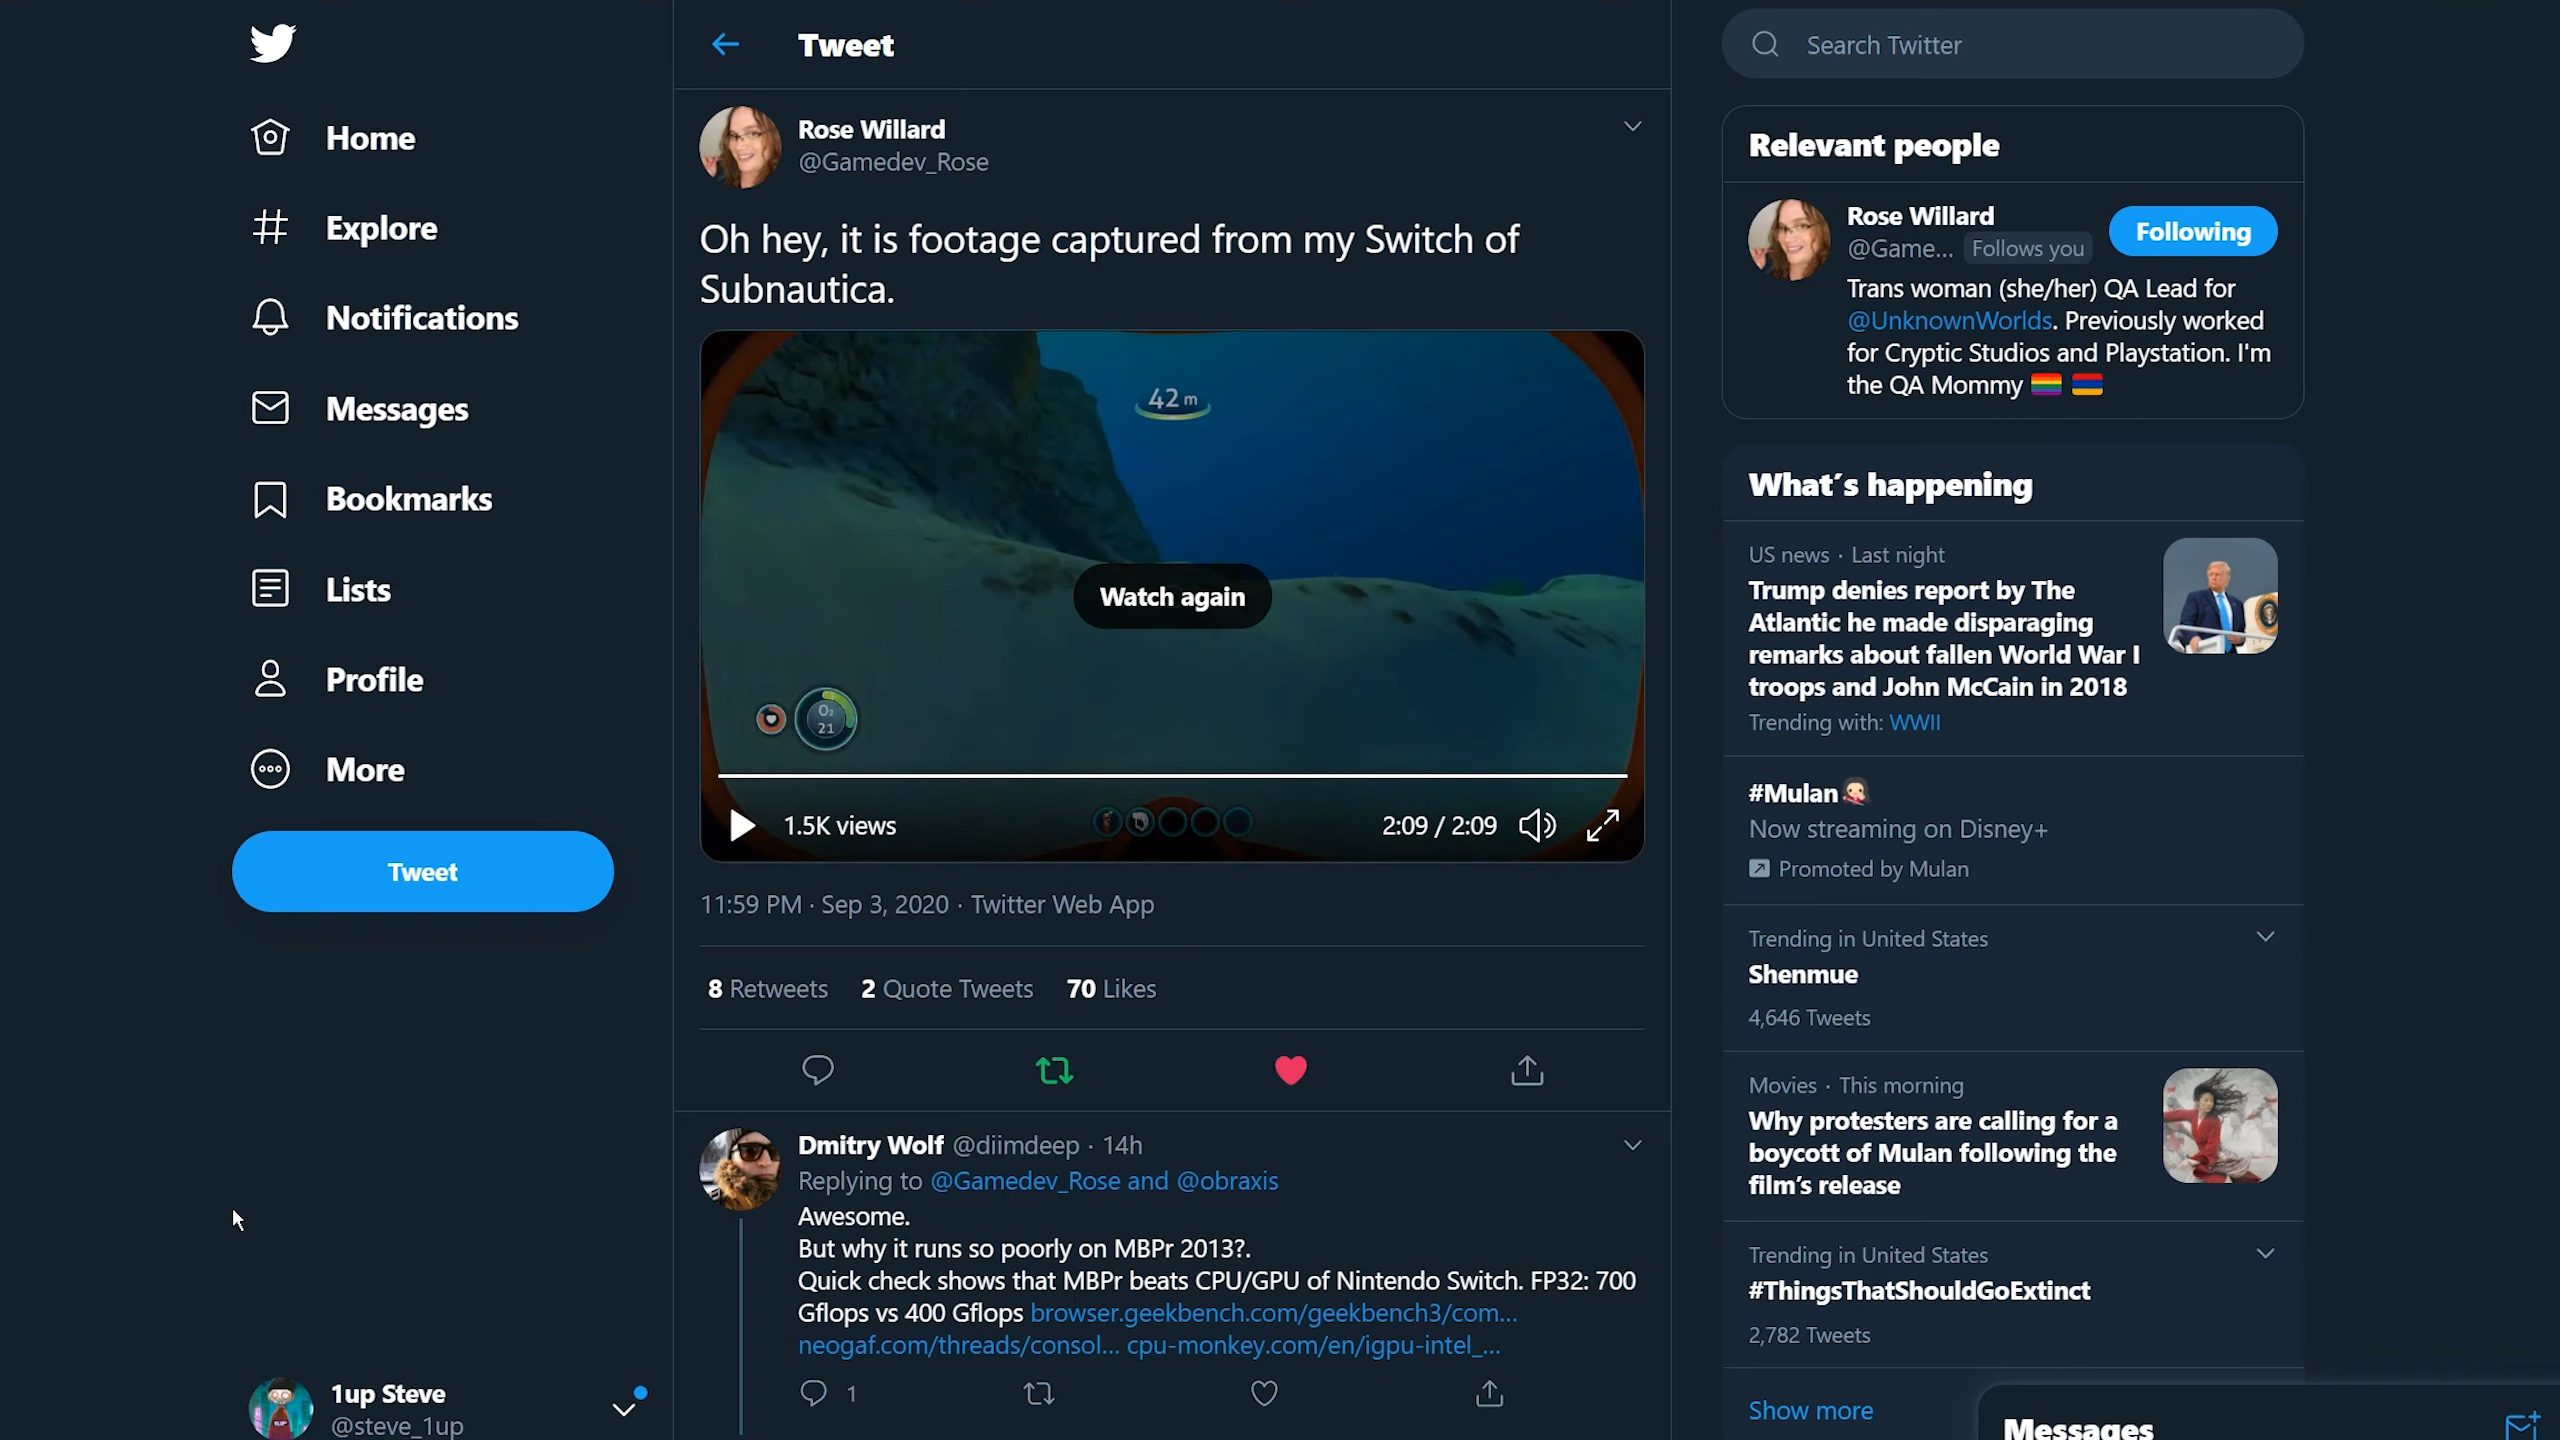 Home
Explore
Notifications
Messages
Bookmarks
Lists
Profile
More
Tweet
1up Steve
@steve_1up
Tweet
Rose Willard
@Gamedev_Rose
Oh hey, it is footage captured from my Switch of
Subnautica.
42 m
Watch again
O₂
21
1.5K views
2:09 / 2:09
11:59 PM · Sep 3, 2020 · Twitter Web App
8 Retweets 2 Quote Tweets 70 Likes
Dmitry Wolf @diimdeep · 14h
Replying to @Gamedev_Rose and @obraxis
Awesome.
But why it runs so poorly on MBPr 2013?.
Quick check shows that MBPr beats CPU/GPU of Nintendo Switch. FP32: 700
Gflops vs 400 Gflops browser.geekbench.com/geekbench3/com...
neogaf.com/threads/consol... cpu-monkey.com/en/igpu-intel_...
1
Search Twitter
Relevant people
Rose Willard
@Game... Follows you
Following
Trans woman (she/her) QA Lead for
@UnknownWorlds. Previously worked
for Cryptic Studios and Playstation. I'm
the QA Mommy
What's happening
US news · Last night
Trump denies report by The
Atlantic he made disparaging
remarks about fallen World War I
troops and John McCain in 2018
Trending with: WWII
#Mulan
Now streaming on Disney+
Promoted by Mulan
Trending in United States
Shenmue
4,646 Tweets
Movies · This morning
Why protesters are calling for a
boycott of Mulan following the
film's release
Trending in United States
#ThingsThatShouldGoExtinct
2,782 Tweets
Show more
Messages